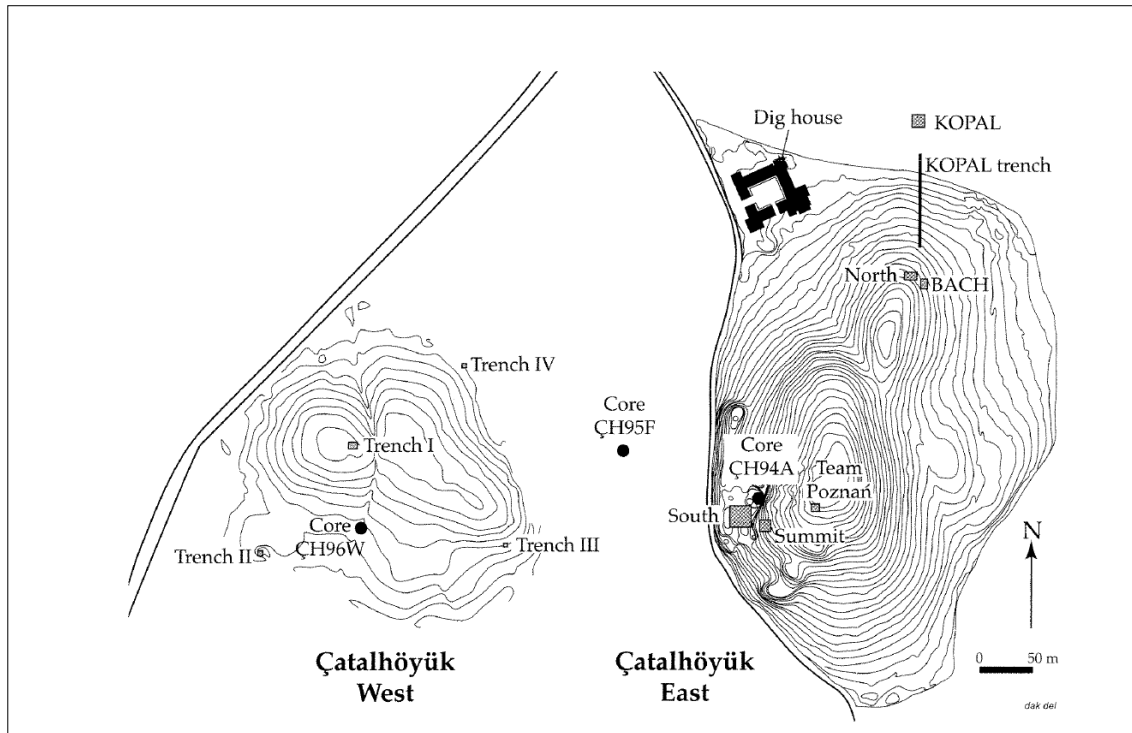 Dig house
KOPAL
KOPAL trench
North
BACH
Trench IV
Core
ÇH95F
Trench I
Core
ÇH94A
Team
Poznań
South
Summit
Core
ÇH96W
Trench II
Trench III
N
Çatalhöyük
West
Çatalhöyük
East
0 50 m
dak del